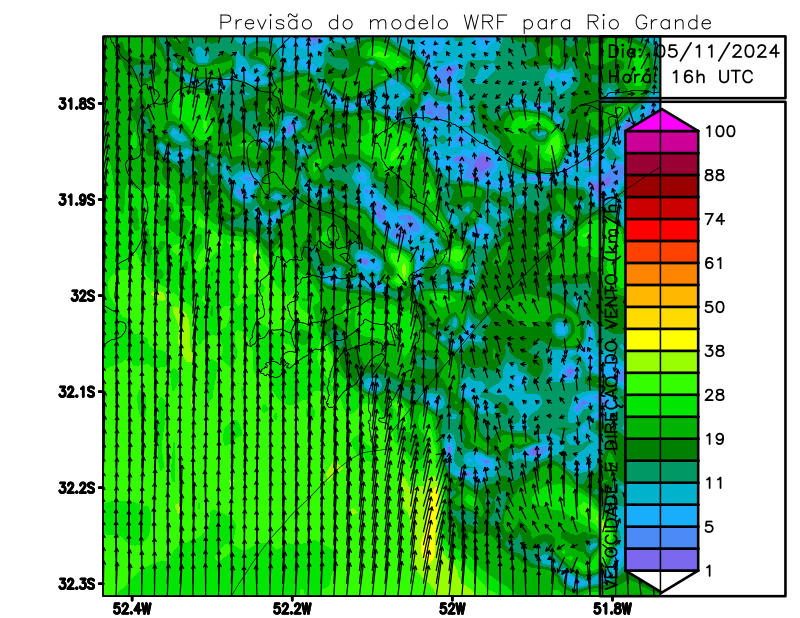 Previsão do modelo WRF para Rio Grande
Dia: 05/11/2024
Hora: 16h UTC
31.8S
31.9S
32S
32.1S
32.2S
32.3S
52.4W
52.2W
52W
51.8W
VELOCIDADE E DIREÇÃO DO VENTO (km/h)
100
88
74
61
50
38
28
19
11
5
1